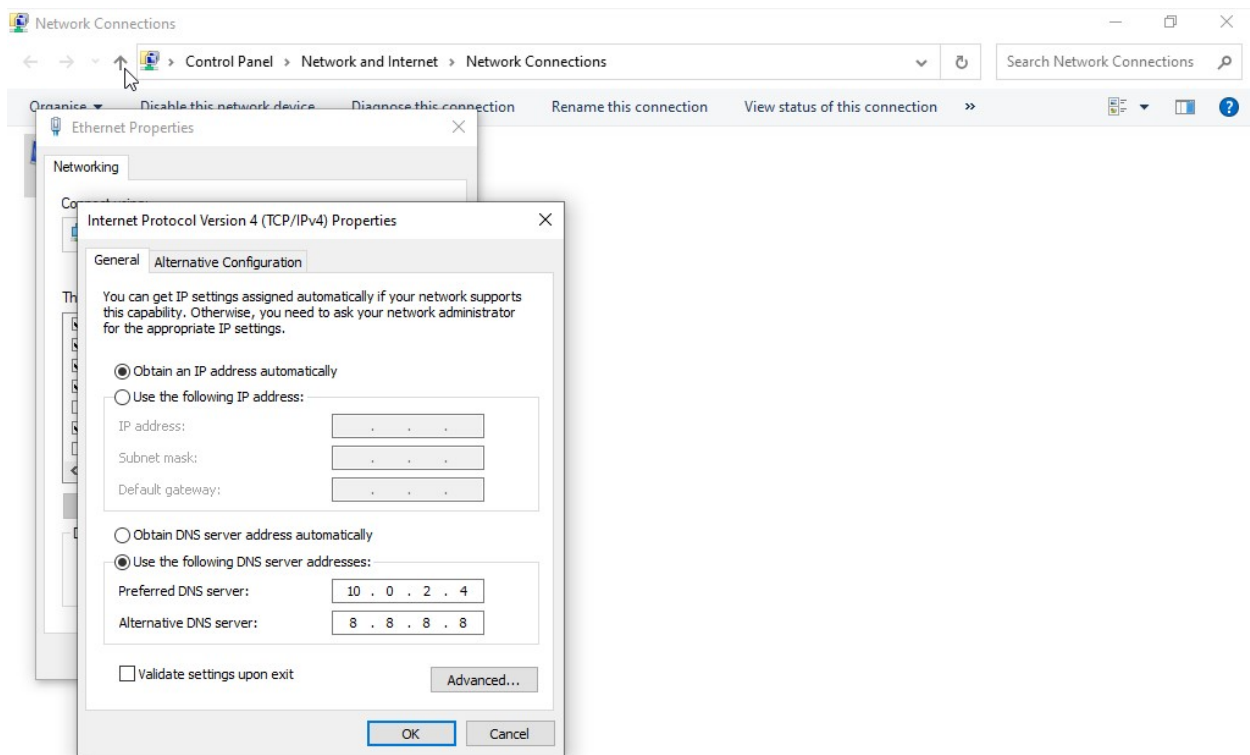 Network Connections
Control Panel > Network and Internet > Network Connections
Search Network Connections
Organise Disable this network device Diagnose this connection Rename this connection View status of this connection »
Ethernet Properties
Networking
Connect using:
Internet Protocol Version 4 (TCP/IPv4) Properties
General Alternative Configuration
Th
You can get IP settings assigned automatically if your network supports
this capability. Otherwise, you need to ask your network administrator
for the appropriate IP settings.
Obtain an IP address automatically
Use the following IP address:
IP address: . . .
Subnet mask: . . .
Default gateway: . . .
Obtain DNS server address automatically
Use the following DNS server addresses:
Preferred DNS server: 10 . 0 . 2 . 4
Alternative DNS server: 8 . 8 . 8 . 8
Validate settings upon exit
Advanced...
OK Cancel